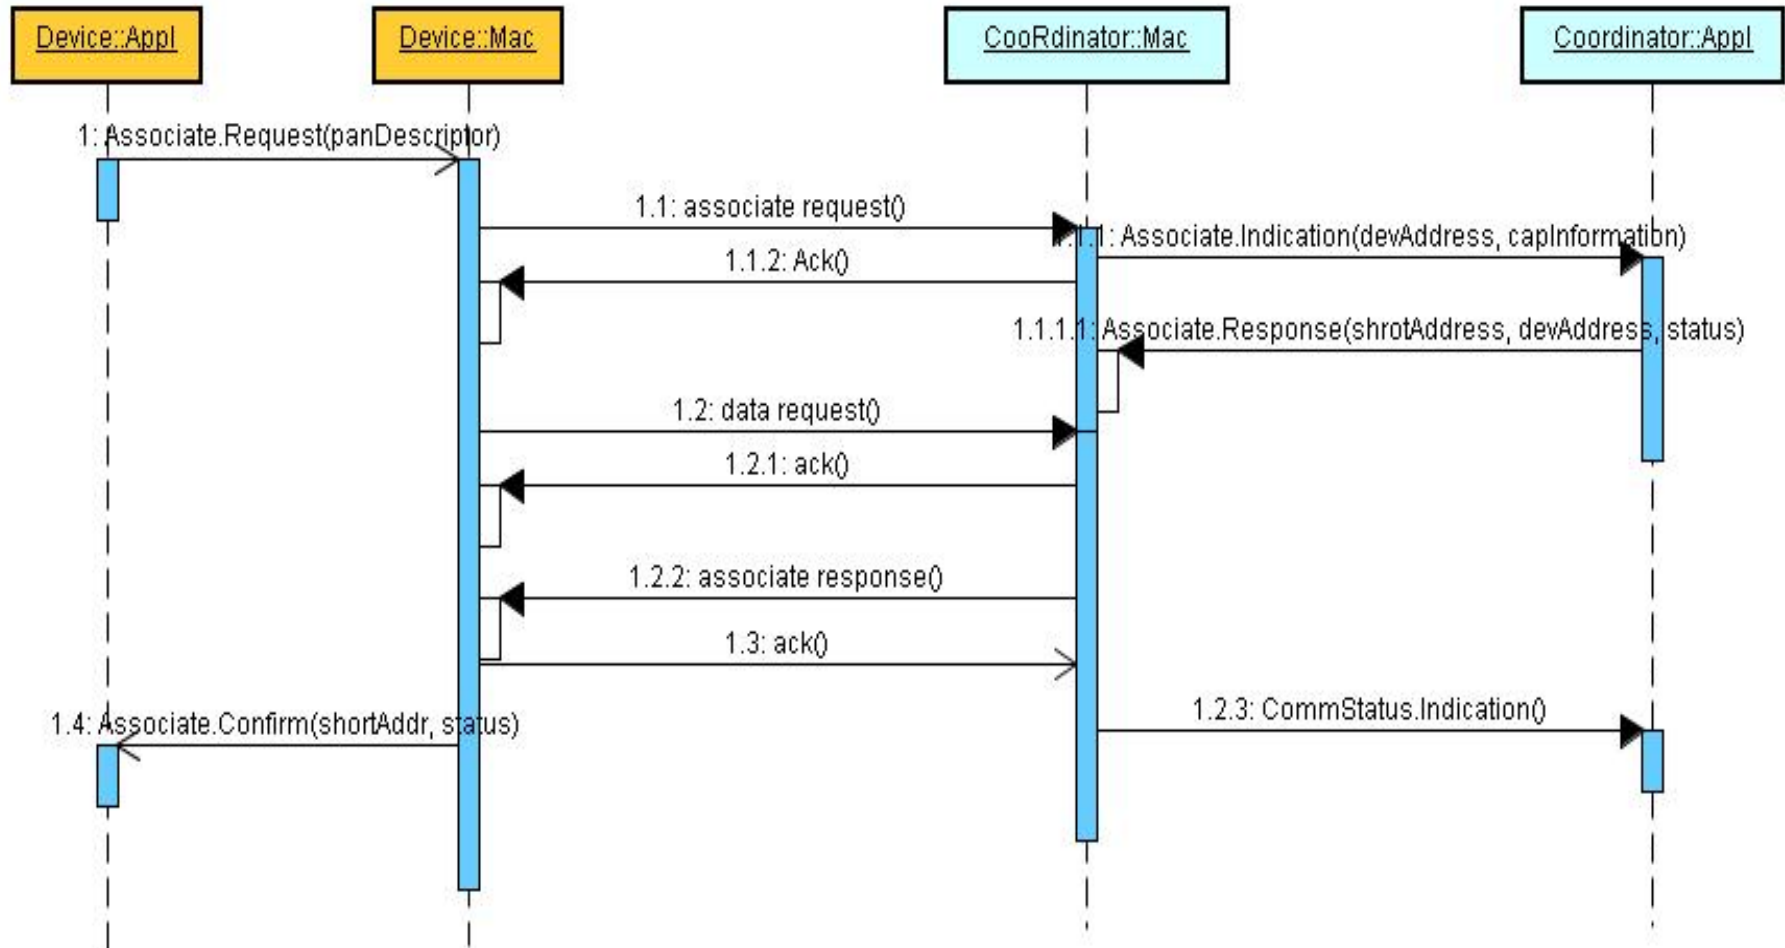 Device::Appl
Device::Mac
CooRdinator::Mac
Coordinator::Appl
1: Associate.Request(panDescriptor)
1.1: associate request()
1.1.1: Associate.Indication(devAddress, capInformation)
1.1.2: Ack()
1.1.1.1: Associate.Response(shrotAddress, devAddress, status)
1.2: data request()
1.2.1: ack()
1.2.2: associate response()
1.3: ack()
1.2.3: CommStatus.Indication()
1.4: Associate.Confirm(shortAddr, status)